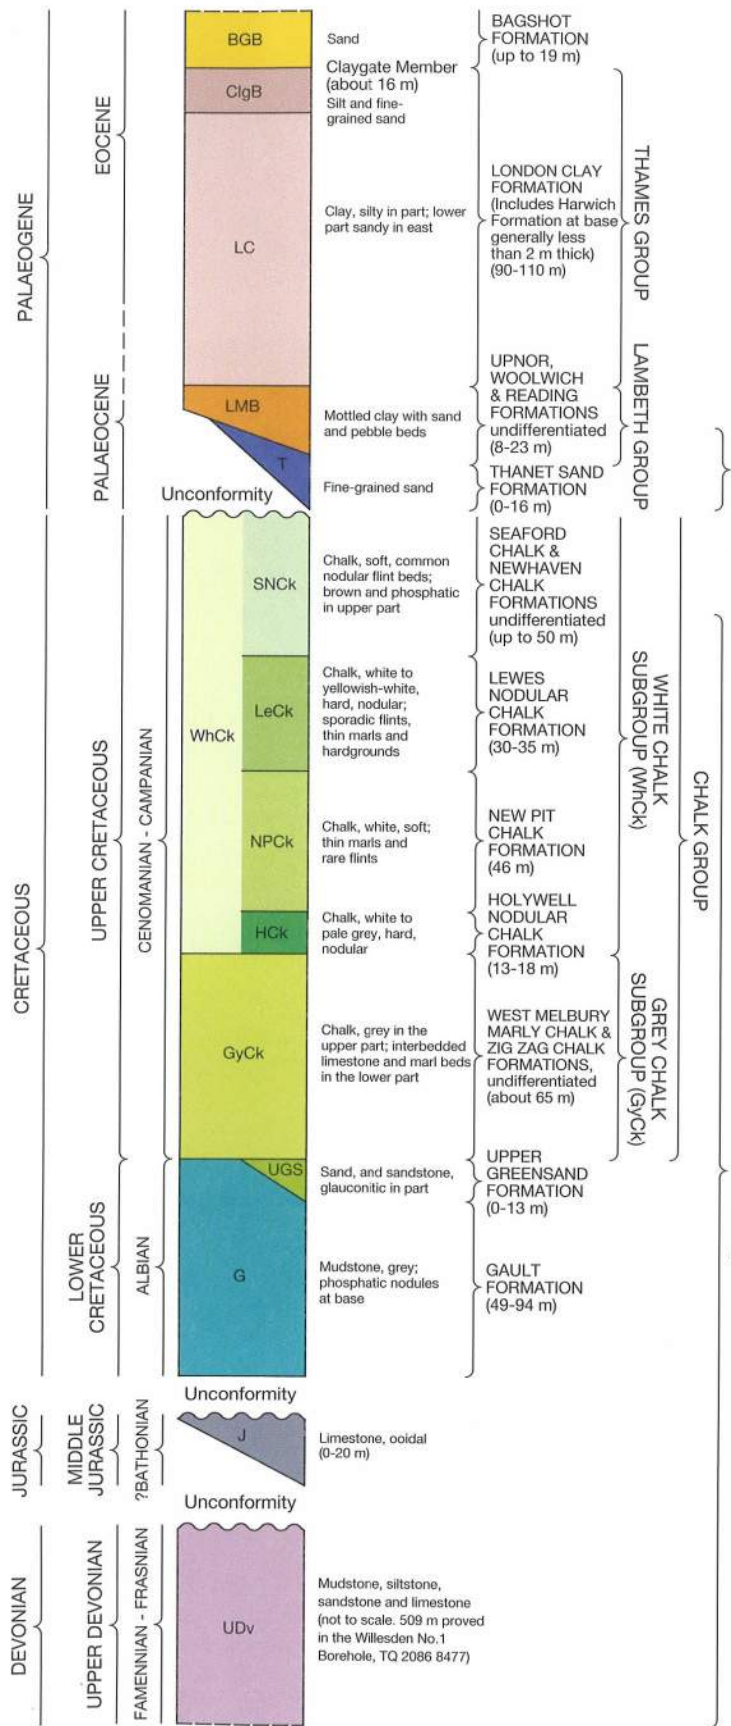 BGB
Sand
BAGSHOT
FORMATION
(up to 19 m)
ClgB
Claygate Member
(about 16 m)
Silt and fine-
grained sand
LC
Clay, silty in part; lower
part sandy in east
LONDON CLAY
FORMATION
(Includes Harwich
Formation at base
generally less
than 2 m thick)
(90-110 m)
THAMES GROUP
EOCENE
PALAEOGENE
PALAEOCENE
LMB
Mottled clay with sand
and pebble beds
UPNOR,
WOOLWICH
& READING
FORMATIONS
undifferentiated
(8-23 m)
LAMBETH GROUP
T
Fine-grained sand
THANET SAND
FORMATION
(0-16 m)
Unconformity
WhCk
SNCk
Chalk, soft, common
nodular flint beds;
brown and phosphatic
in upper part
SEAFORD
CHALK &
NEWHAVEN
CHALK
FORMATIONS
undifferentiated
(up to 50 m)
LeCk
Chalk, white to
yellowish-white,
hard, nodular;
sporadic flints,
thin marls and
hardgrounds
LEWES
NODULAR
CHALK
FORMATION
(30-35 m)
NPCk
Chalk, white, soft;
thin marls and
rare flints
NEW PIT
CHALK
FORMATION
(46 m)
HCk
Chalk, white to
pale grey, hard,
nodular
HOLYWELL
NODULAR
CHALK
FORMATION
(13-18 m)
WHITE CHALK
SUBGROUP (WhCk)
CHALK GROUP
GyCk
Chalk, grey in the
upper part; interbedded
limestone and marl beds
in the lower part
WEST MELBURY
MARLY CHALK &
ZIG ZAG CHALK
FORMATIONS,
undifferentiated
(about 65 m)
GREY CHALK
SUBGROUP (GyCk)
CRETACEOUS
UPPER CRETACEOUS
CENOMANIAN - CAMPANIAN
UGS
Sand, and sandstone,
glauconitic in part
UPPER
GREENSAND
FORMATION
(0-13 m)
G
Mudstone, grey;
phosphatic nodules
at base
GAULT
FORMATION
(49-94 m)
LOWER
CRETACEOUS
ALBIAN
Unconformity
JURASSIC
MIDDLE
JURASSIC
?BATHONIAN
J
Limestone, ooidal
(0-20 m)
Unconformity
DEVONIAN
UPPER DEVONIAN
FAMENNIAN - FRASNIAN
UDv
Mudstone, siltstone,
sandstone and limestone
(not to scale. 509 m proved
in the Willesden No.1
Borehole, TQ 2086 8477)